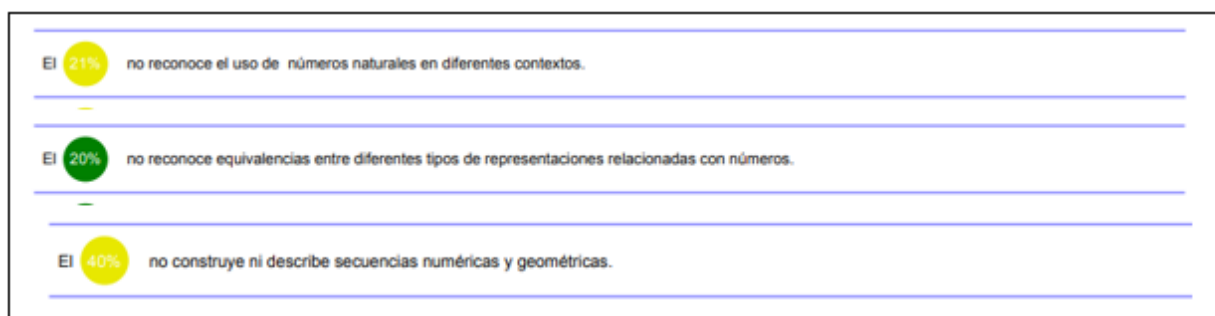 El 21% no reconoce el uso de números naturales en diferentes contextos.
El 20% no reconoce equivalencias entre diferentes tipos de representaciones relacionadas con números.
El 40% no construye ni describe secuencias numéricas y geométricas.